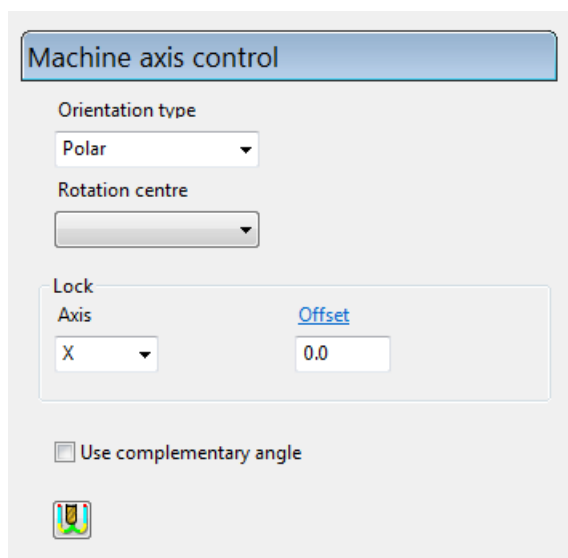 Machine axis control
Orientation type
Polar
Rotation centre
Lock
Axis Offset
X 0.0
Use complementary angle